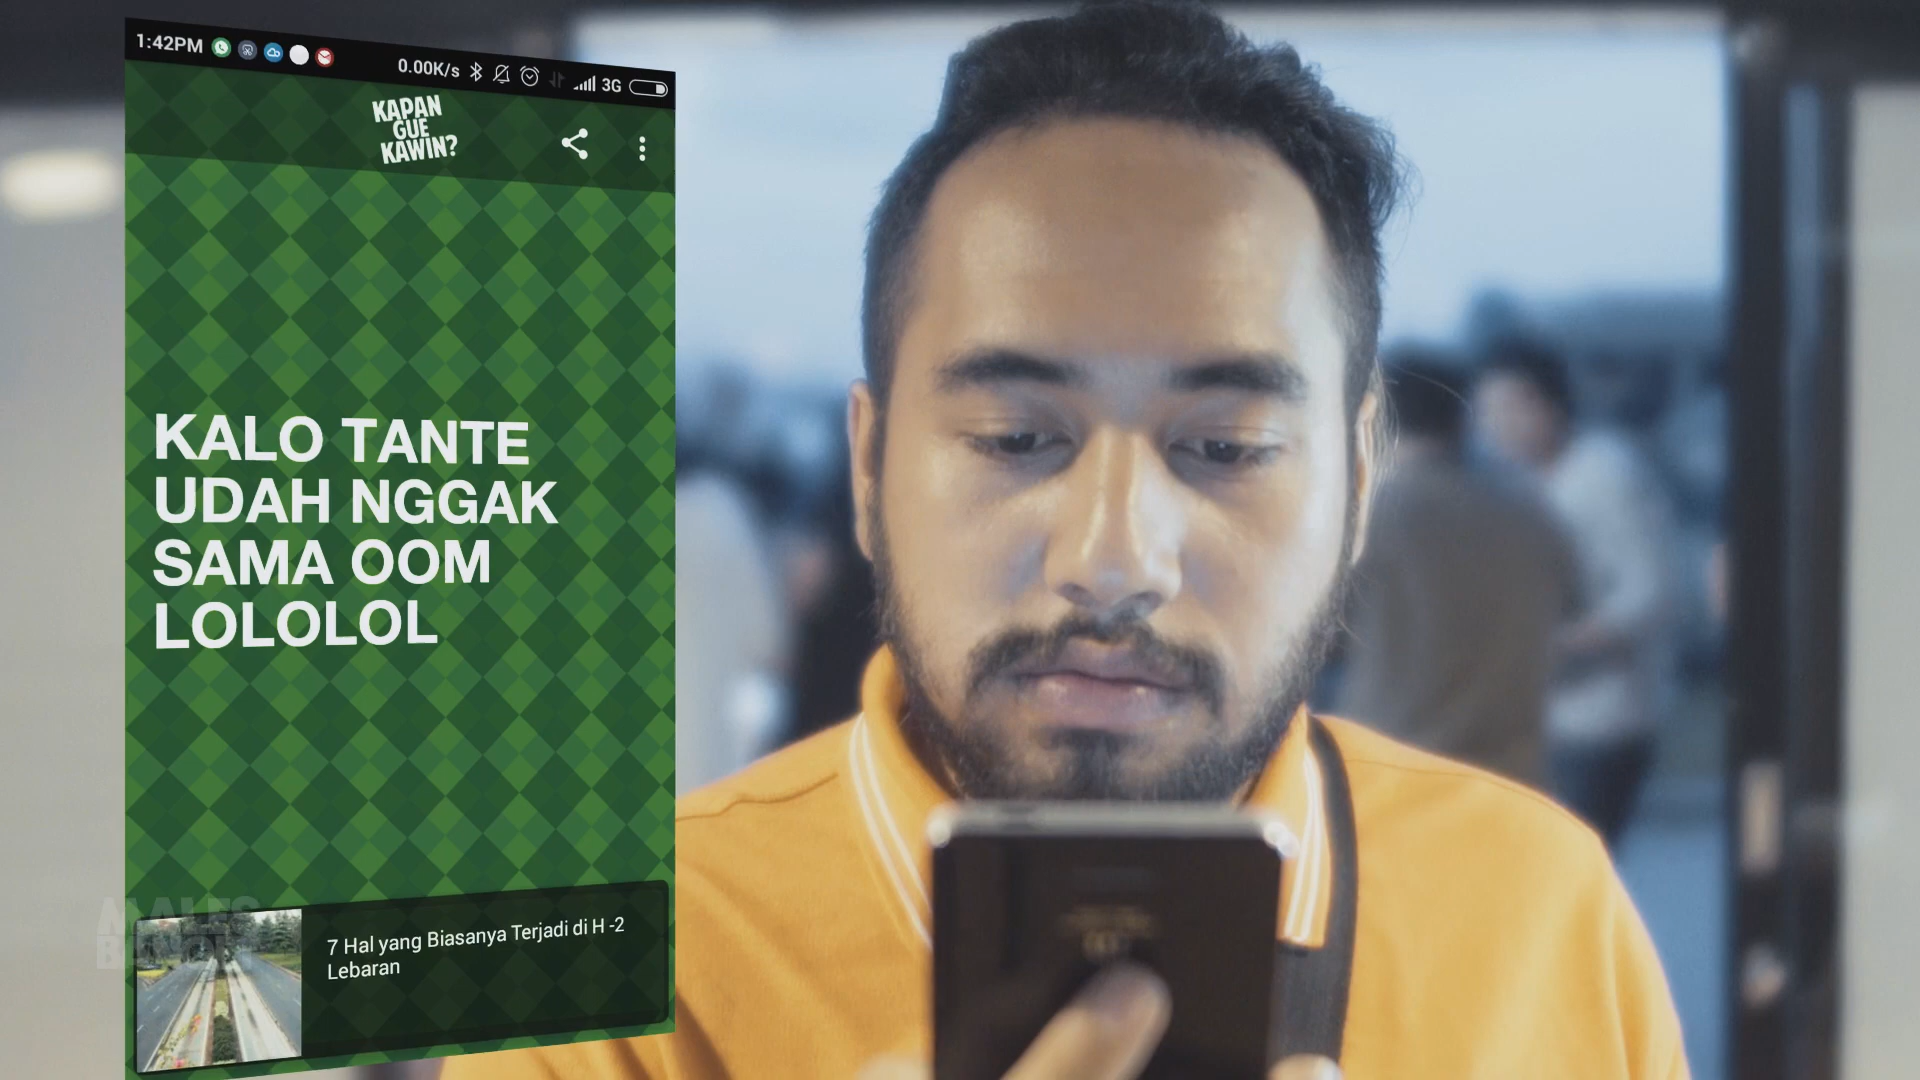 1:42PM
0.00K/s
3G
KAPAN
GUE
KAWIN?
KALO TANTE
UDAH NGGAK
SAMA OOM
LOLOLOL
7 Hal yang Biasanya Terjadi di H -2
Lebaran
MALES